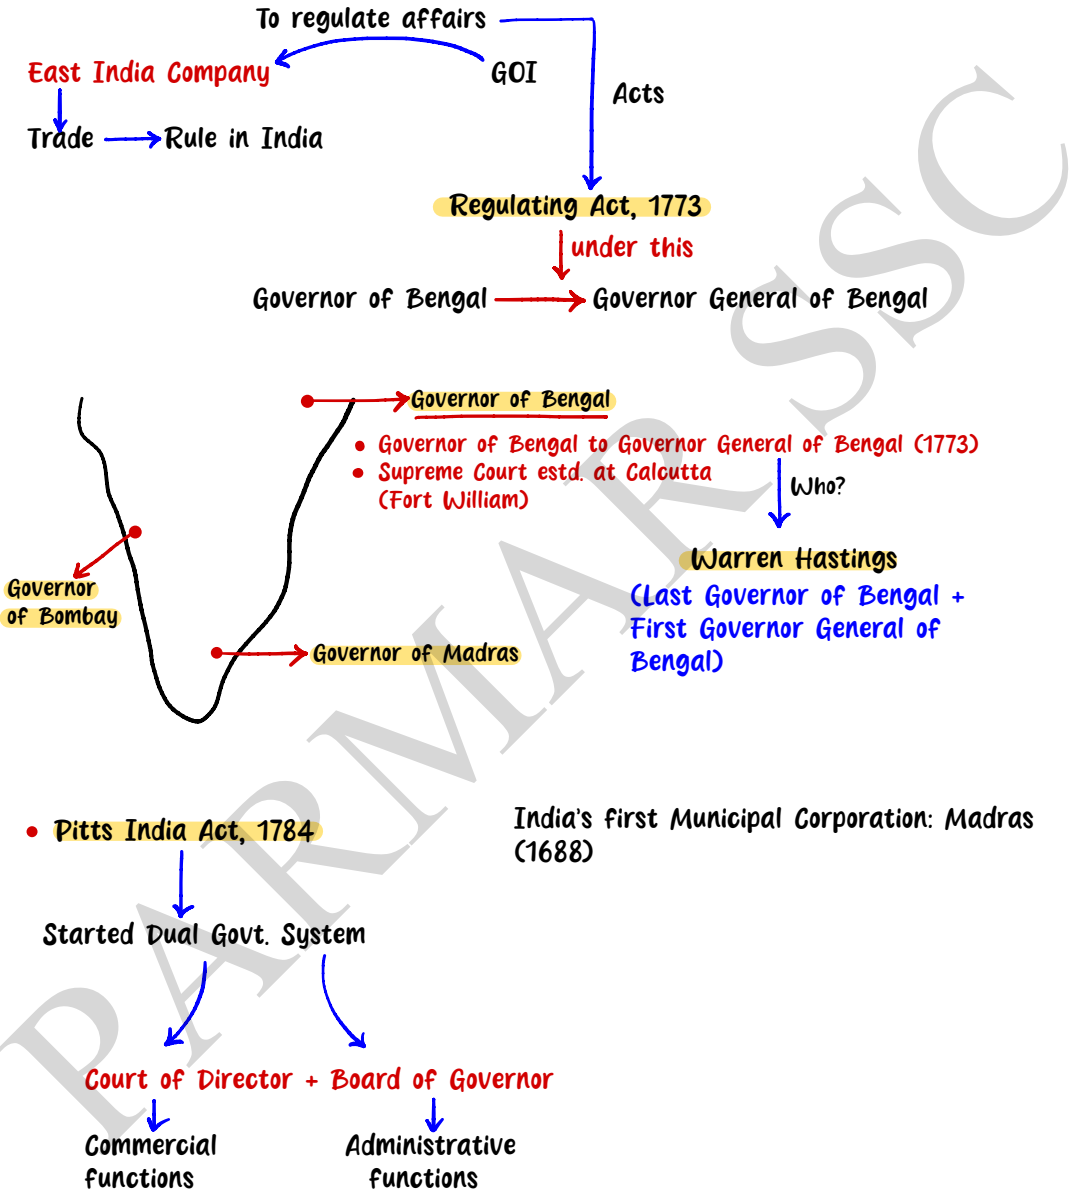 To regulate affairs
East India Company
GOI
Acts
Trade
Rule in India
Regulating Act, 1773
under this
Governor of Bengal
Governor General of Bengal
Governor of Bengal
• Governor of Bengal to Governor General of Bengal (1773)
• Supreme Court estd. at Calcutta
(Fort William)
Who?
Warren Hastings
(Last Governor of Bengal +
First Governor General of
Bengal)
Governor
of Bombay
Governor of Madras
• Pitts India Act, 1784
India's first Municipal Corporation: Madras
(1688)
Started Dual Govt. System
Court of Director + Board of Governor
Commercial
functions
Administrative
functions
PARMAR SSC